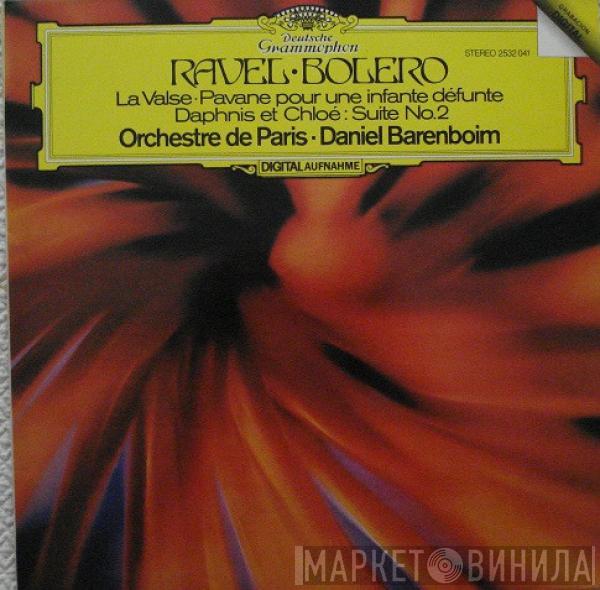 Deutsche
Grammophon
STEREO 2532 041
GRABACION
DIGITAL
RAVEL · BOLERO
La Valse · Pavane pour une infante défunte
Daphnis et Chloé : Suite No. 2
Orchestre de Paris · Daniel Barenboim
DIGITAL AUFNAHME
МАРКЕТ ВИНИЛА